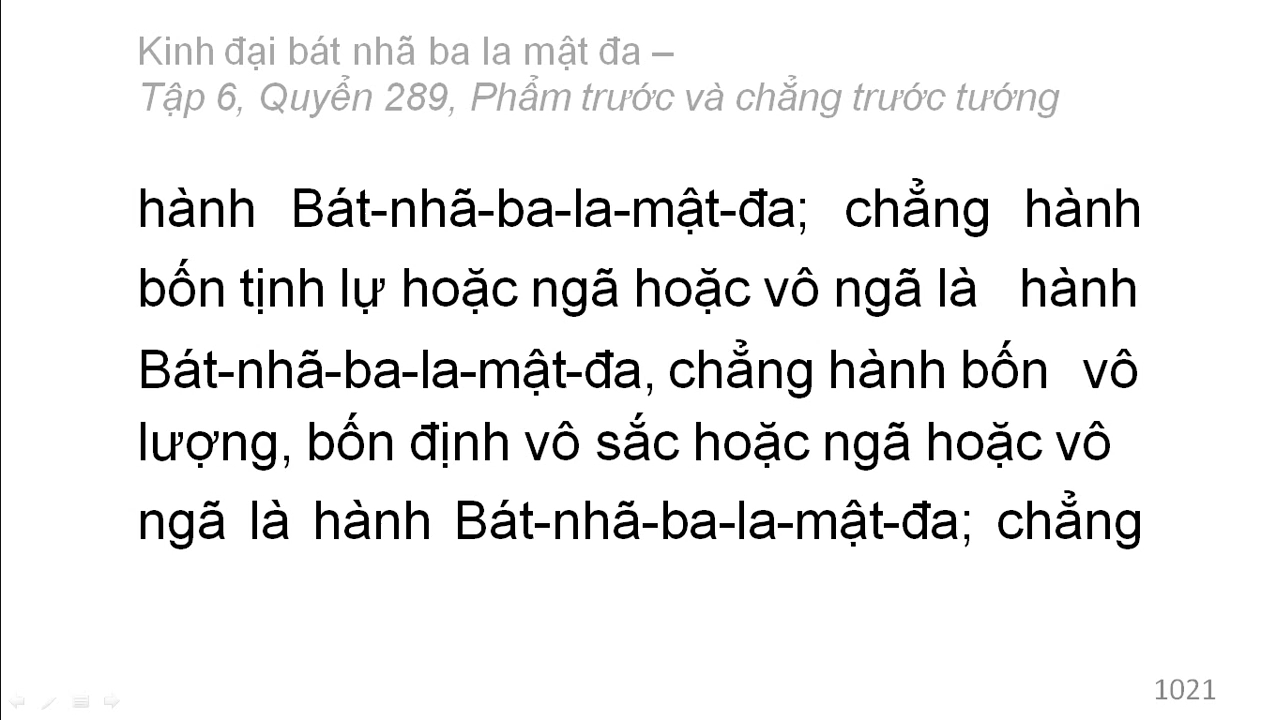 Kinh đại bát nhã ba la mật đa –
Tập 6, Quyển 289, Phẩm trước và chẳng trước tướng
hành Bát-nhã-ba-la-mật-đa; chẳng hành
bốn tịnh lự hoặc ngã hoặc vô ngã là hành
Bát-nhã-ba-la-mật-đa, chẳng hành bốn vô
lượng, bốn định vô sắc hoặc ngã hoặc vô
ngã là hành Bát-nhã-ba-la-mật-đa; chẳng
1021